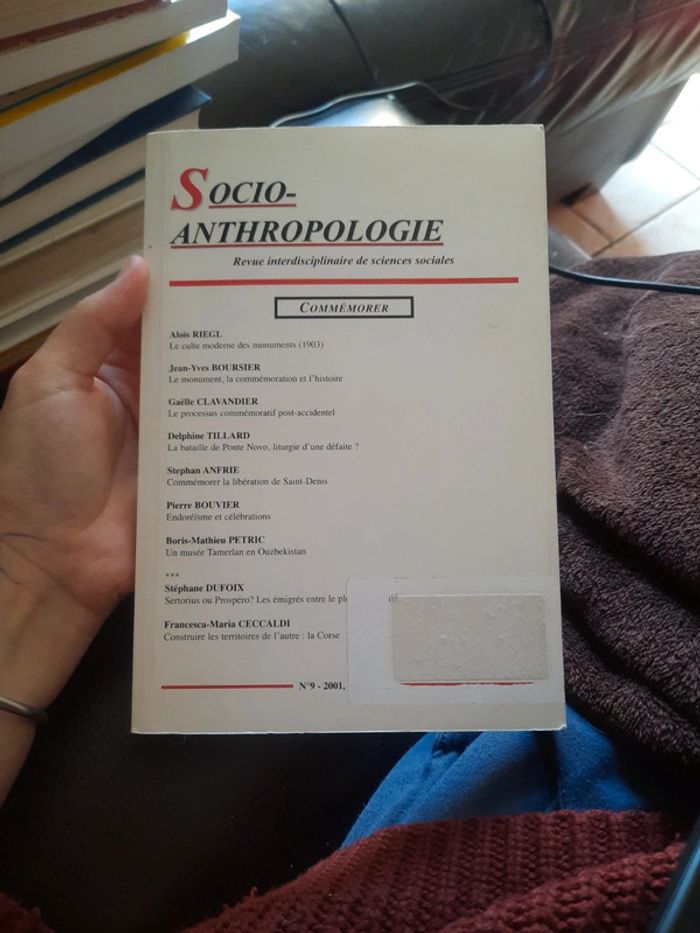 SOCIO-
ANTHROPOLOGIE
Revue interdisciplinaire de sciences sociales
COMMÉMORER
Aloïs RIEGL
Le culte moderne des monuments (1903)
Jean-Yves BOURSIER
Le monument, la commémoration et l'histoire
Gaëlle CLAVANDIER
Le processus commémoratif post-accidentel
Delphine TILLARD
La bataille de Ponte Novo, liturgie d'une défaite ?
Stephan ANFRIE
Commémorer la libération de Saint-Denis
Pierre BOUVIER
Endoréisme et célébrations
Boris-Mathieu PETRIC
Un musée Tamerlan en Ouzbekistan
***
Stéphane DUFOIX
Sertorius ou Prospéro? Les émigrés entre le
Francesca-Maria CECCALDI
Construire les territoires de l'autre : la Corse
N°9 - 2001,